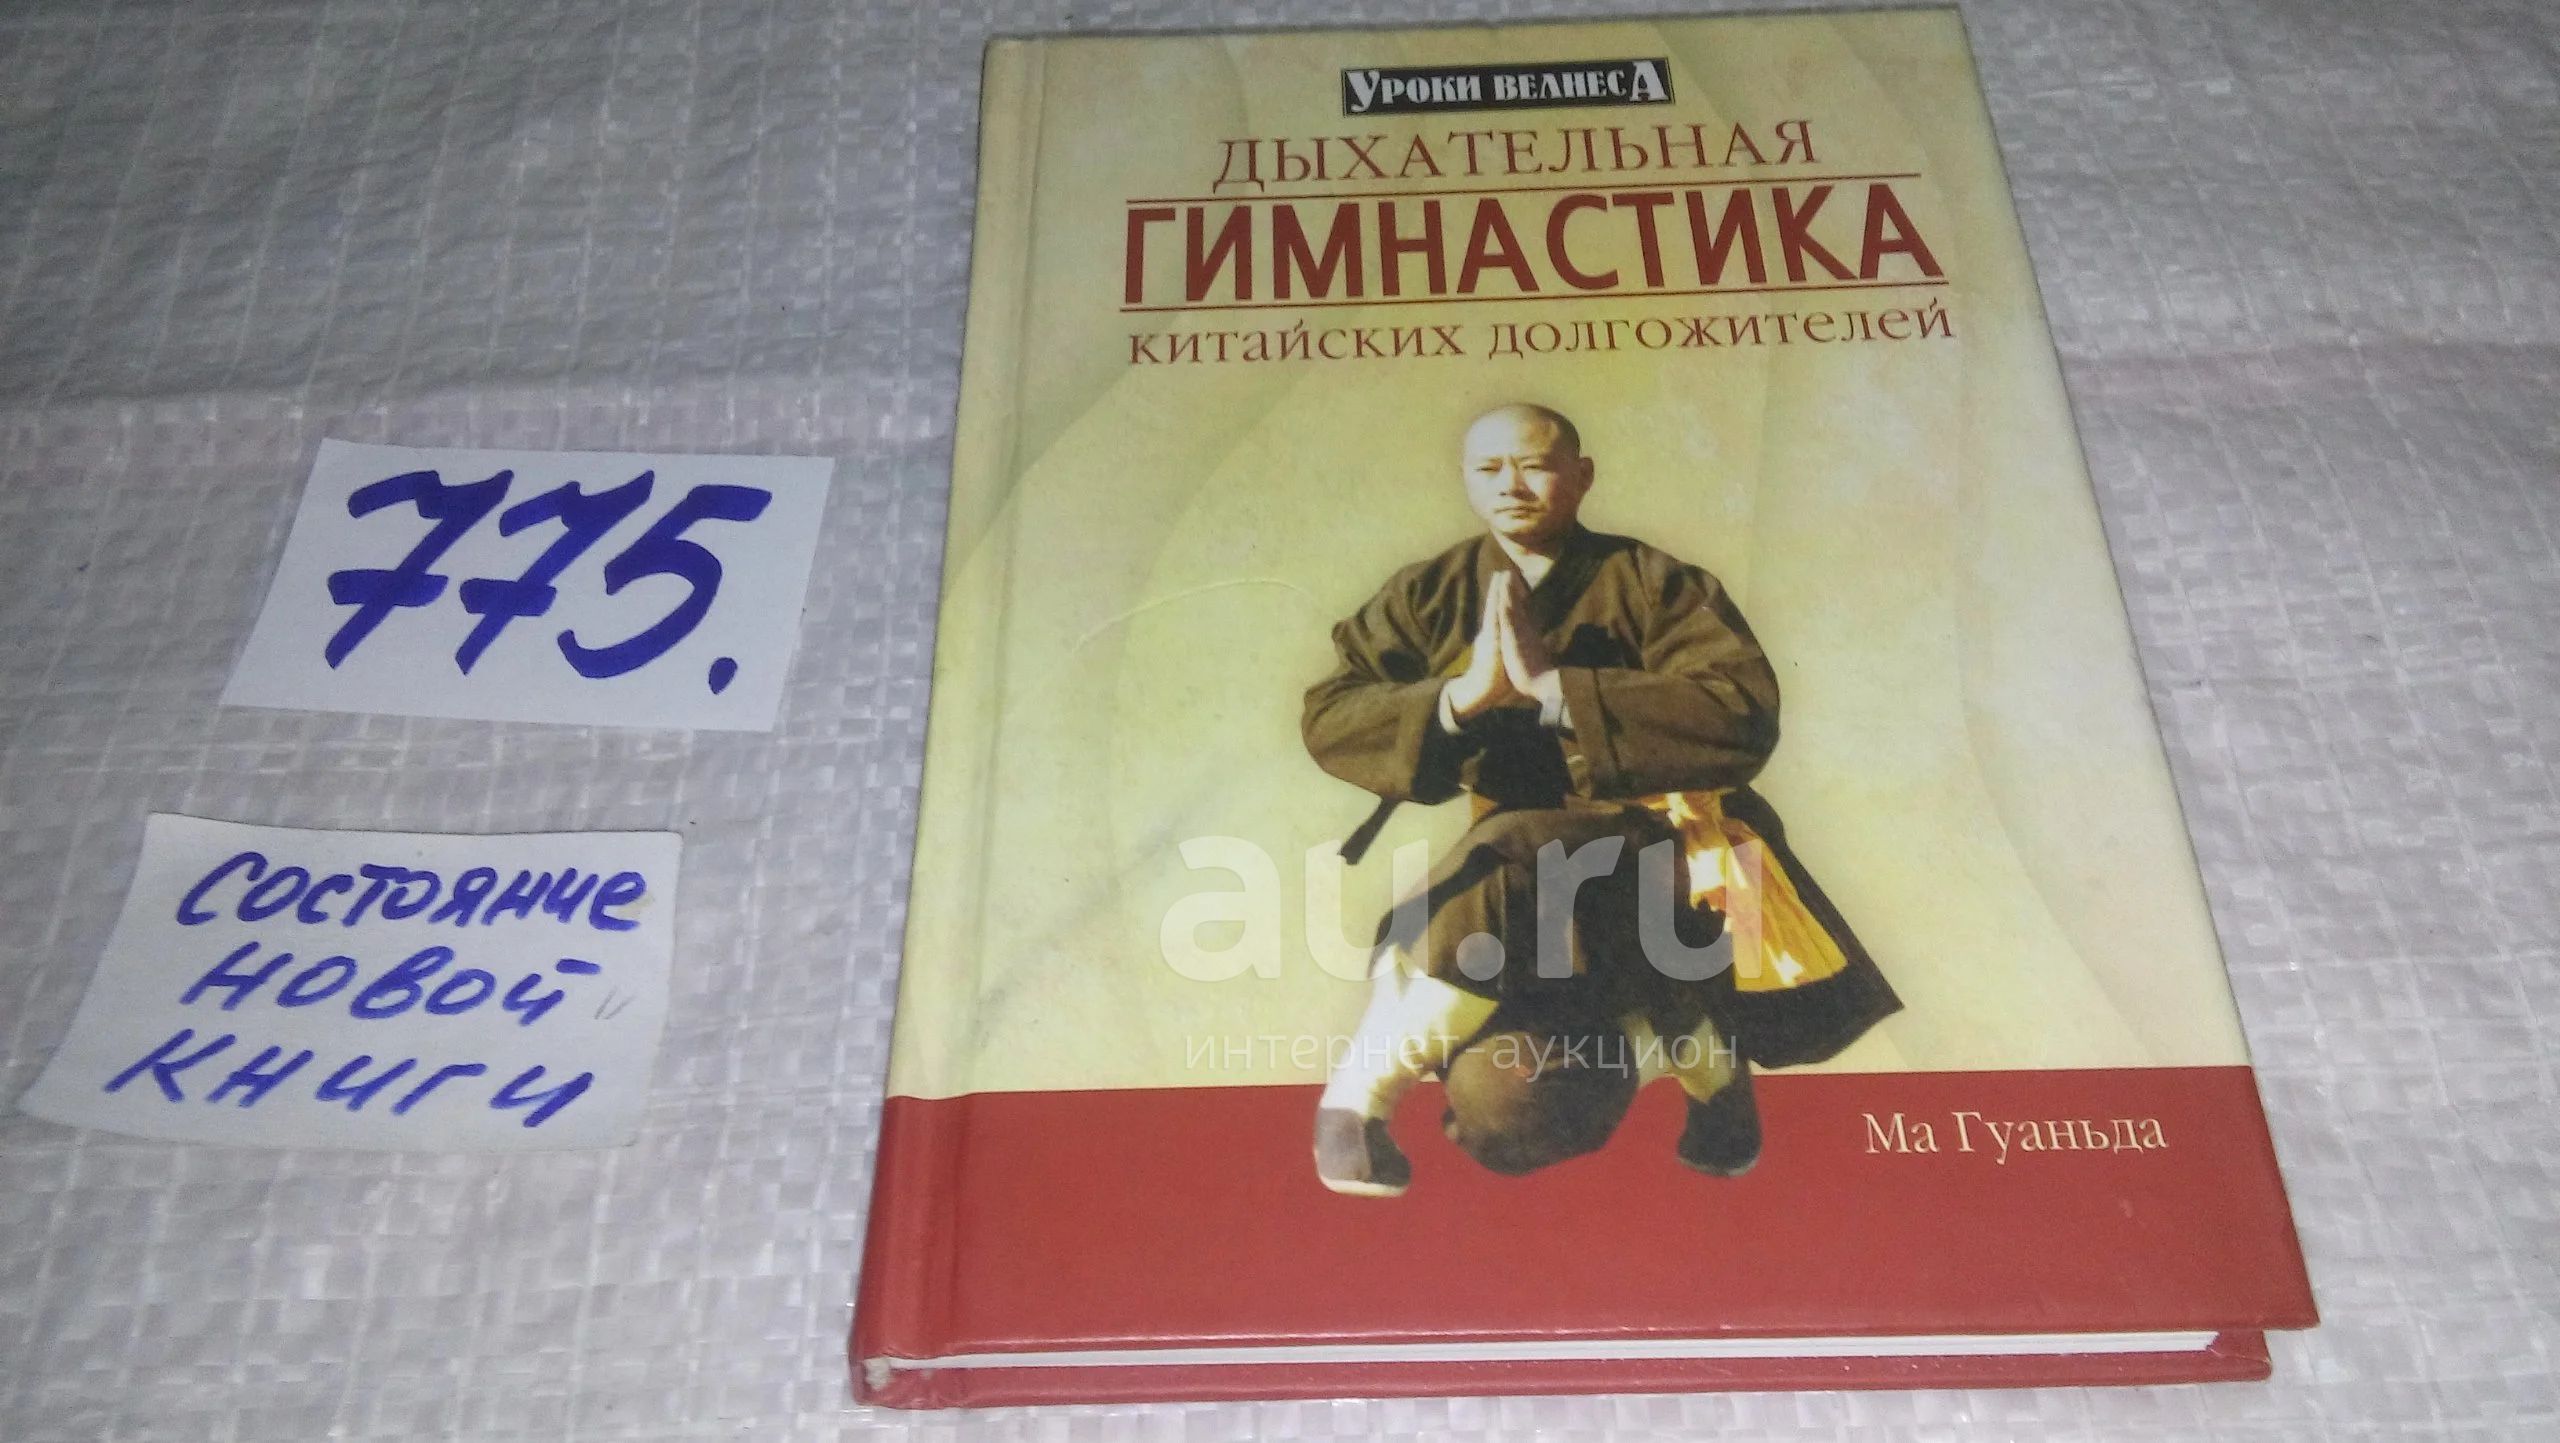 УРОКИ ВЕЛНЕСА
ДЫХАТЕЛЬНАЯ
ГИМНАСТИКА
КИТАЙСКИХ ДОЛГОЖИТЕЛЕЙ
775.
состояние
новой
книги
au.ru
интернет-аукцион
Ма Гуаньда